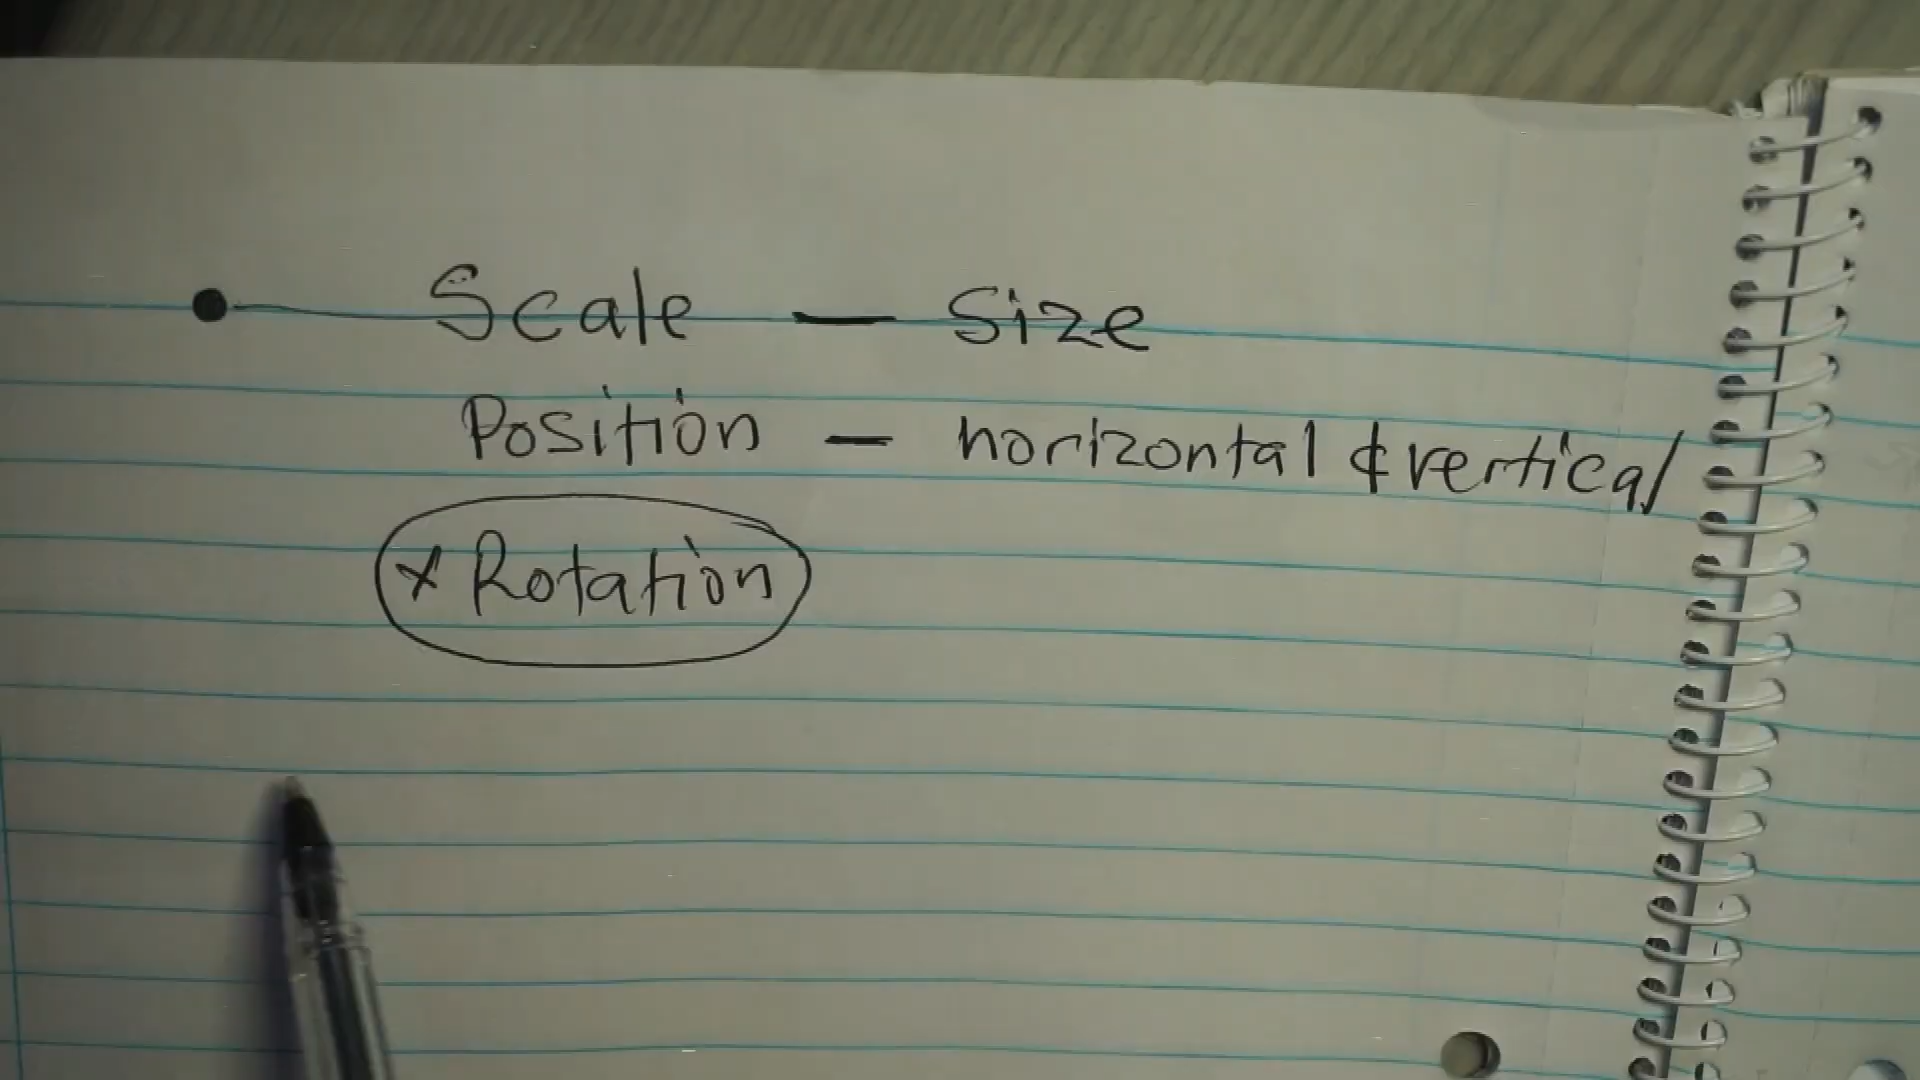 • Scale — Size
Position — horizontal & vertical
* Rotation